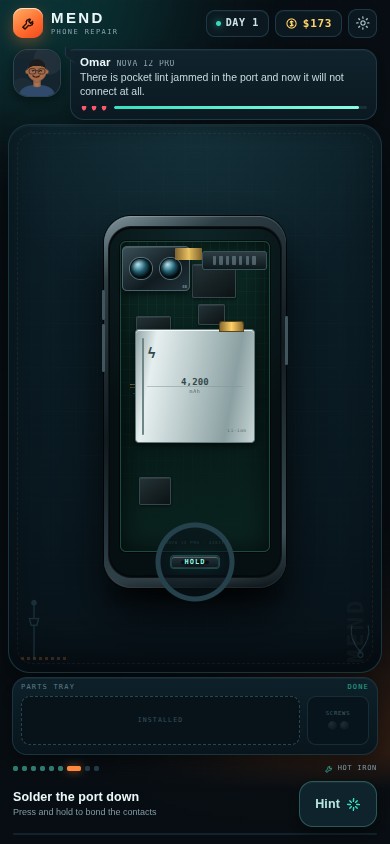 MEND
PHONE REPAIR
DAY 1
$173
Omar NOVA 12 PRO
There is pocket lint jammed in the port and now it will not
connect at all.
4,200
mAh
HOLD
MEND
PARTS TRAY
DONE
INSTALLED
SCREWS
HOT IRON
Solder the port down
Press and hold to bond the contacts
Hint